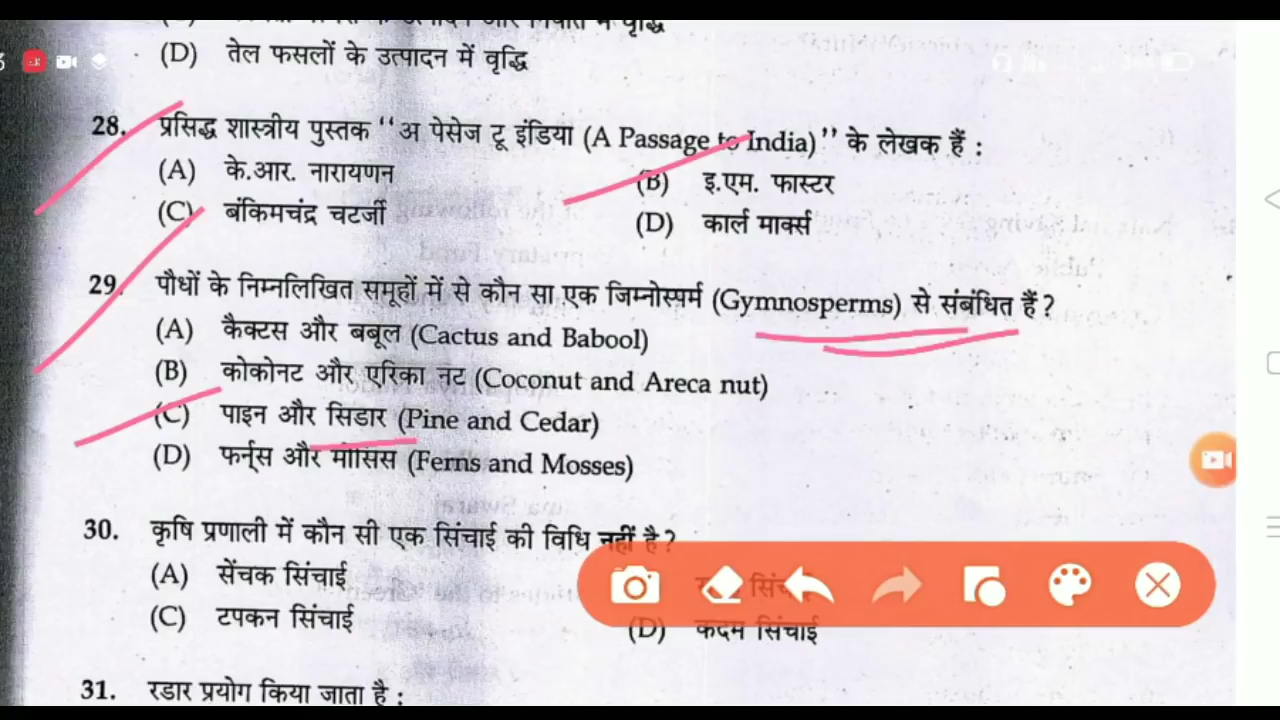 (D) तेल फसलों के उत्पादन में वृद्धि
28. प्रसिद्ध शास्त्रीय पुस्तक "अ पेसेज टू इंडिया (A Passage to India)" के लेखक हैं :
(A) के.आर. नारायणन (B) इ.एम. फास्टर
(C) बंकिमचंद्र चटर्जी (D) कार्ल मार्क्स
29. पौधों के निम्नलिखित समूहों में से कौन सा एक जिम्नोस्पर्म (Gymnosperms) से संबंधित हैं?
(A) कैक्टस और बबूल (Cactus and Babool)
(B) कोकोनट और एरिका नट (Coconut and Areca nut)
(C) पाइन और सिडार (Pine and Cedar)
(D) फर्न्स और मोसिस (Ferns and Mosses)
30. कृषि प्रणाली में कौन सी एक सिंचाई की विधि नहीं है?
(A) सेंचक सिंचाई
(C) टपकन सिंचाई (D) कदम सिंचाई
31. रडार प्रयोग किया जाता है :